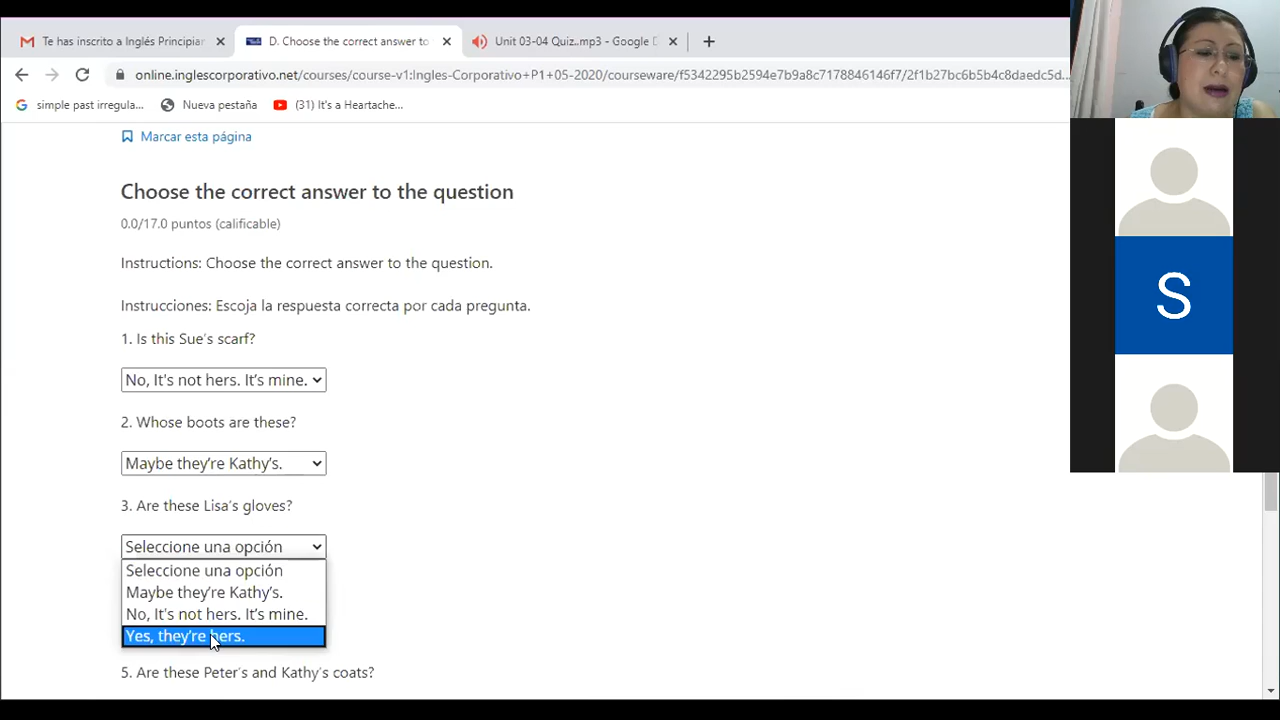 Te has inscrito a Inglés Principian
D. Choose the correct answer to
Unit 03-04 Quiz..mp3 - Google D
online.inglescorporativo.net/courses/course-v1:Ingles-Corporativo+P1+05-2020/courseware/f5342295b2594e7b9a8c7178846146f7/2f1b27bc6b5b4c8daedc5d...
simple past irregula...
Nueva pestaña
(31) It's a Heartache...
Marcar esta página
Choose the correct answer to the question
0.0/17.0 puntos (calificable)
Instructions: Choose the correct answer to the question.
Instrucciones: Escoja la respuesta correcta por cada pregunta.
1. Is this Sue's scarf?
No, It's not hers. It's mine.
2. Whose boots are these?
Maybe they're Kathy's.
3. Are these Lisa's gloves?
Seleccione una opción
Seleccione una opción
Maybe they're Kathy's.
No, It's not hers. It's mine.
Yes, they're hers.
5. Are these Peter's and Kathy's coats?
S